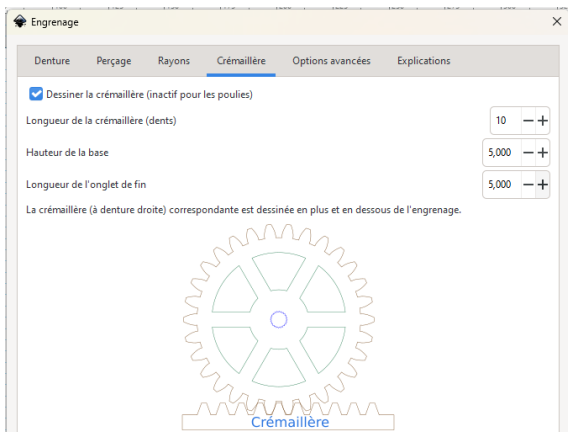 Engrenage
Denture Perçage Rayons Crémaillère Options avancées Explications
Dessiner la crémaillère (inactif pour les poulies)
Longueur de la crémaillère (dents) 10
Hauteur de la base 5,000
Longueur de l'onglet de fin 5,000
La crémaillère (à denture droite) correspondante est dessinée en plus et en dessous de l'engrenage.
Crémaillère